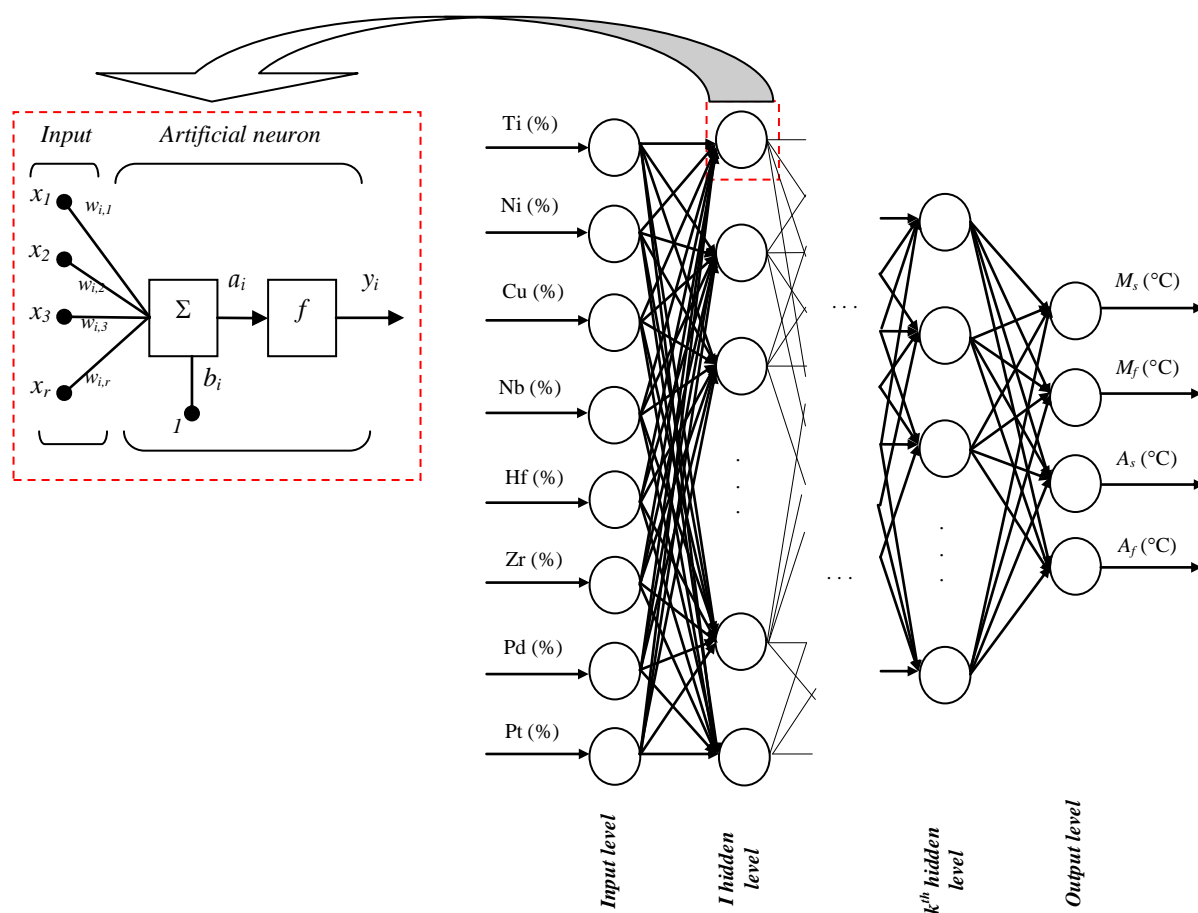 Input
Artificial neuron
x1
wi,1
x2
wi,2
x3
wi,3
xr
wi,r
Σ
ai
f
yi
bi
1
Ti (%)
Ni (%)
Cu (%)
Nb (%)
Hf (%)
Zr (%)
Pd (%)
Pt (%)
. . .
. . .
Ms (°C)
Mf (°C)
As (°C)
Af (°C)
Input level
I hidden
level
kth hidden
level
Output level